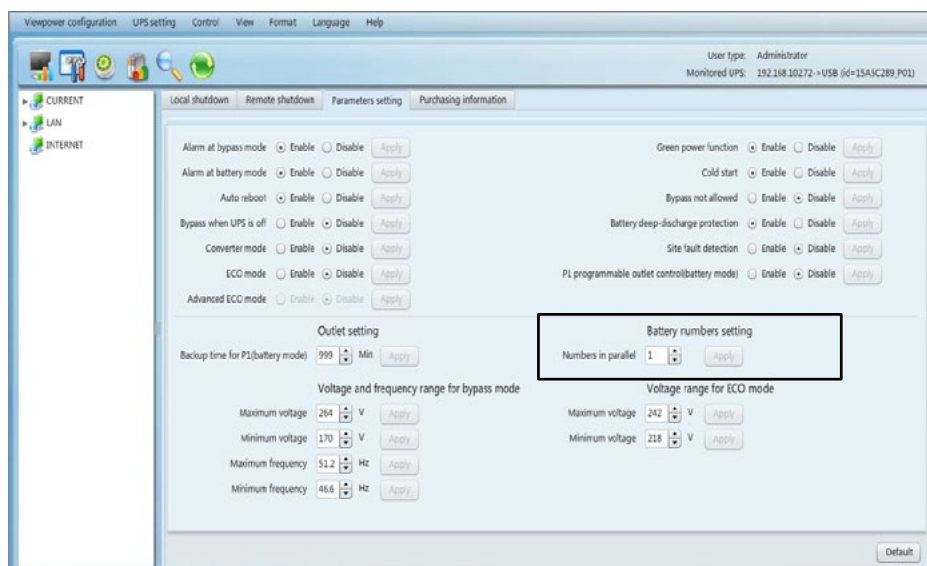 Viewpower configuration UPS setting Control View Format Language Help
User type: Administrator
Monitored UPS: 192.168.10272->USB (id=15A5C289_P01)
CURRENT
LAN
INTERNET
Local shutdown Remote shutdown Parameters setting Purchasing information
Alarm at bypass mode Enable Disable Apply Green power function Enable Disable Apply
Alarm at battery mode Enable Disable Apply Cold start Enable Disable Apply
Auto reboot Enable Disable Apply Bypass not allowed Enable Disable Apply
Bypass when UPS is off Enable Disable Apply Battery deep-discharge protection Enable Disable Apply
Converter mode Enable Disable Apply Site fault detection Enable Disable Apply
ECO mode Enable Disable Apply P1 programmable outlet control(battery mode) Enable Disable Apply
Advanced ECO mode Enable Disable Apply
Outlet setting Battery numbers setting
Backup time for P1(battery mode) 999 Min Apply Numbers in parallel 1 Apply
Voltage and frequency range for bypass mode Voltage range for ECO mode
Maximum voltage 264 V Apply Maximum voltage 242 V Apply
Minimum voltage 170 V Apply Minimum voltage 218 V Apply
Maximum frequency 51.2 Hz Apply
Minimum frequency 46.6 Hz Apply
Default